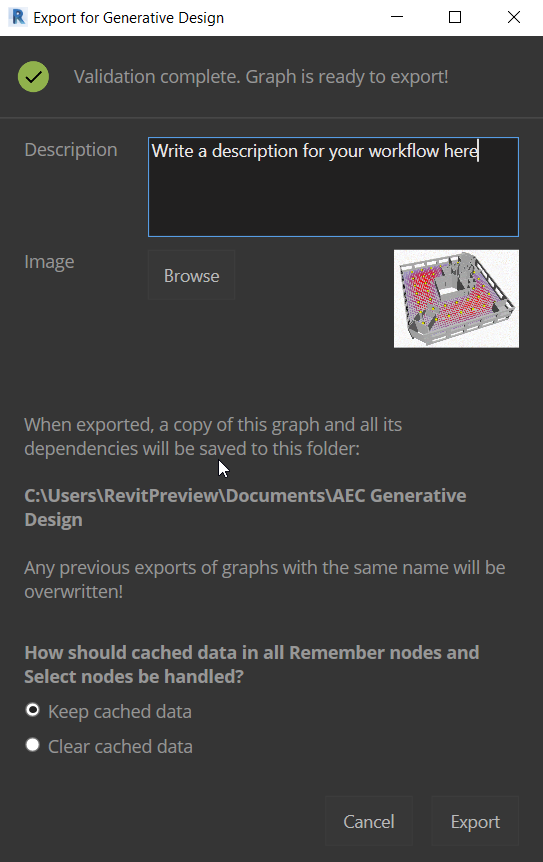 Export for Generative Design
Validation complete. Graph is ready to export!
Description
Write a description for your workflow here
Image
Browse
When exported, a copy of this graph and all its
dependencies will be saved to this folder:
C:\Users\RevitPreview\Documents\AEC Generative
Design
Any previous exports of graphs with the same name will be
overwritten!
How should cached data in all Remember nodes and
Select nodes be handled?
Keep cached data
Clear cached data
Cancel
Export